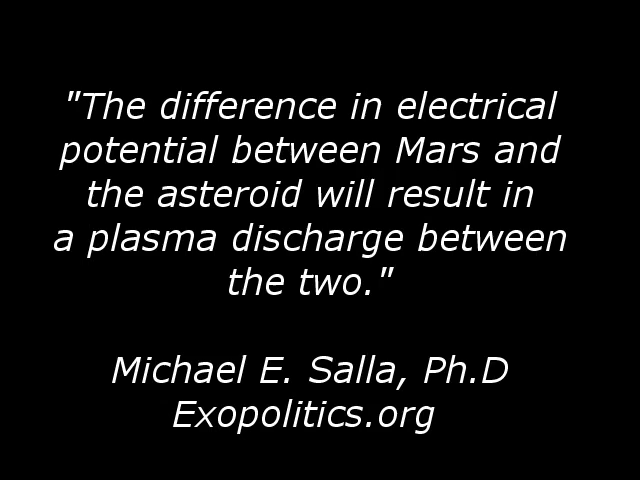 "The difference in electrical
potential between Mars and
the asteroid will result in
a plasma discharge between
the two."
Michael E. Salla, Ph.D
Exopolitics.org